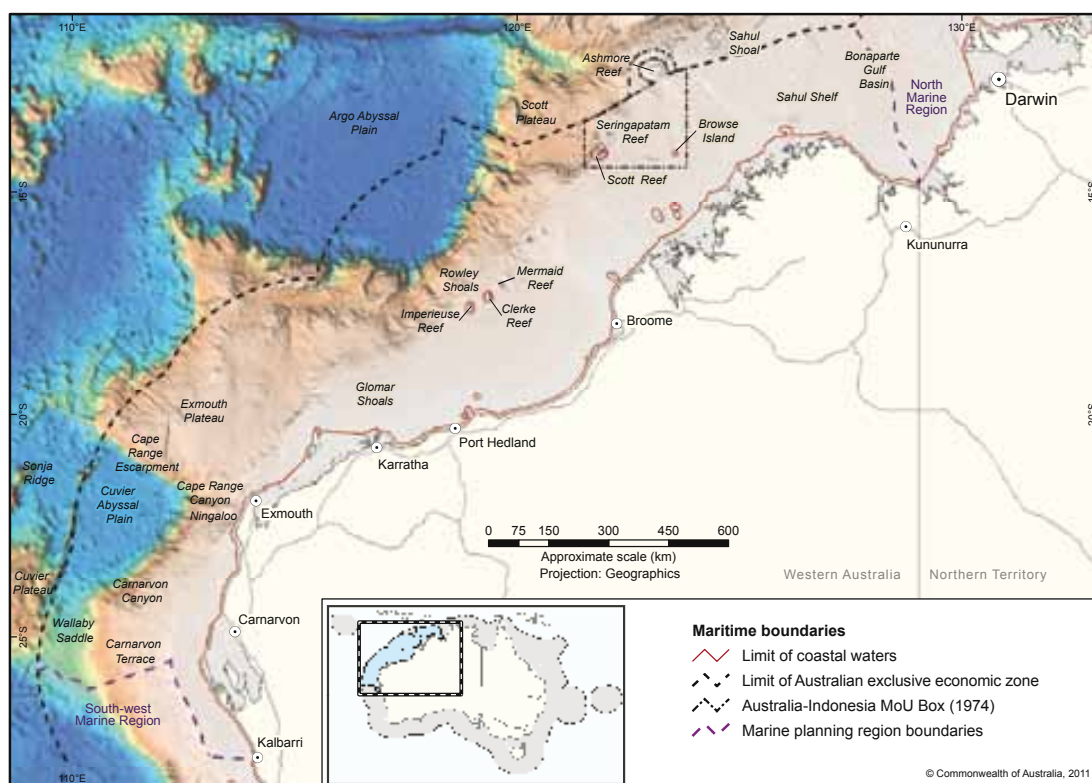 110°E
120°E
130°E
Ashmore
Reef
Sahul
Shoal
Bonaparte
Gulf
Basin
North
Marine
Region
Darwin
Argo Abyssal
Plain
Scott
Plateau
Sahul Shelf
Seringapatam
Reef
Browse
Island
Scott Reef
15°S
15°S
Kununurra
Rowley
Shoals
Mermaid
Reef
Imperieuse
Reef
Clerke
Reef
Broome
Glomar
Shoals
Exmouth
Plateau
20°S
20°S
Cape
Range
Escarpment
Port Hedland
Karratha
Sonja
Ridge
Cuvier
Abyssal
Plain
Cape Range
Canyon
Ningaloo
Exmouth
0 75 150 300 450 600
Approximate scale (km)
Projection: Geographics
Cuvier
Plateau
Carnarvon
Canyon
Western Australia
Northern Territory
Wallaby
Saddle
Carnarvon
25°S
Carnarvon
Terrace
South-west
Marine Region
Kalbarri
110°E
Maritime boundaries
Limit of coastal waters
Limit of Australian exclusive economic zone
Australia-Indonesia MoU Box (1974)
Marine planning region boundaries
© Commonwealth of Australia, 2011